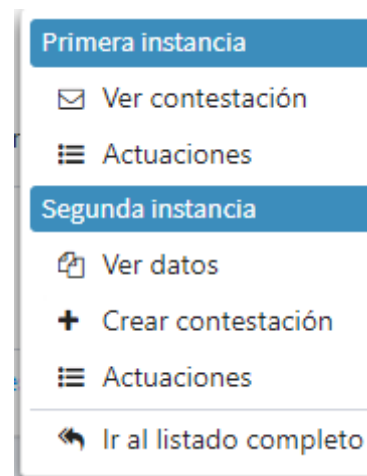 Primera instancia
Ver contestación
Actuaciones
Segunda instancia
Ver datos
Crear contestación
Actuaciones
Ir al listado completo